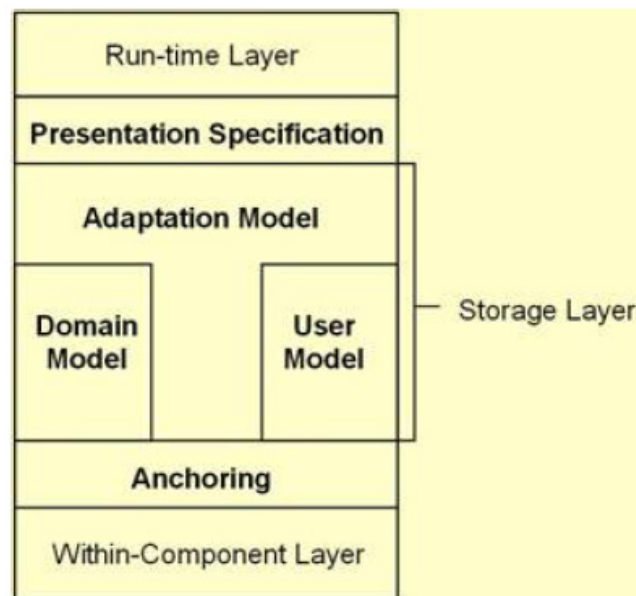 Run-time Layer
Presentation Specification
Adaptation Model
Domain
Model
User
Model
Storage Layer
Anchoring
Within-Component Layer